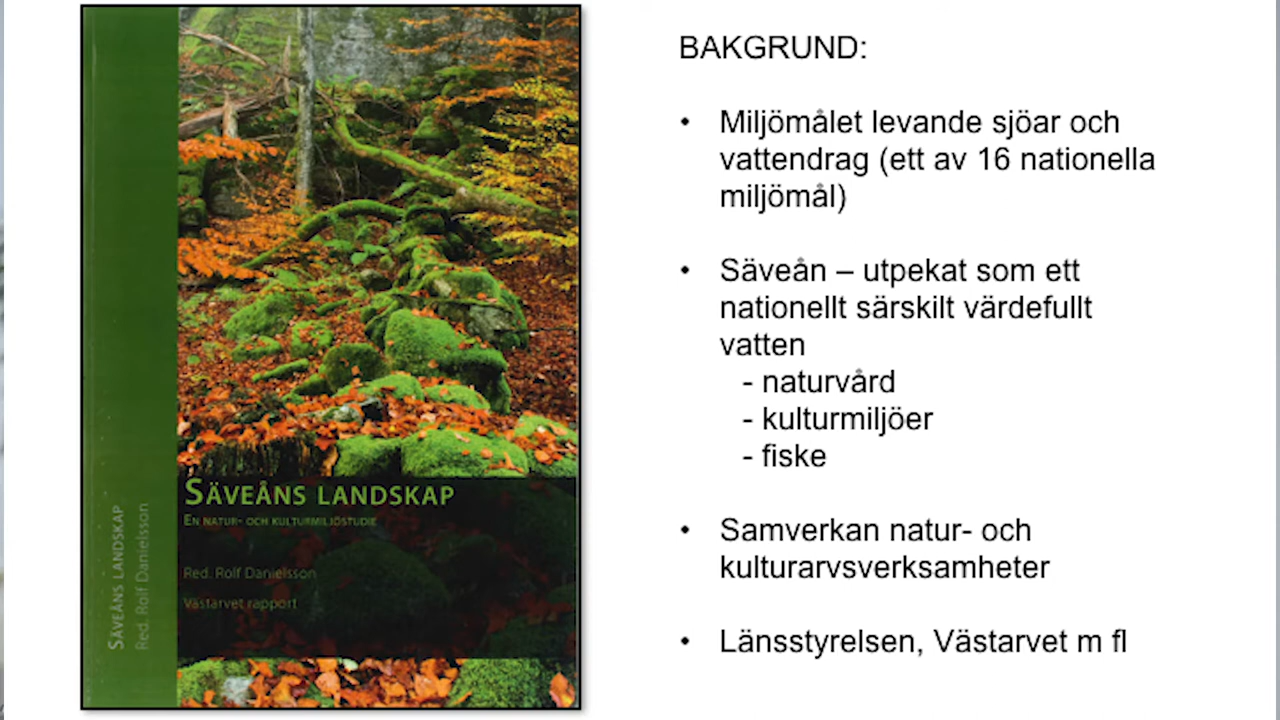 SÄVEÅNS LANDSKAP
Red. Rolf Danielsson
SÄVEÅNS LANDSKAP
EN NATUR- OCH KULTURMILJÖSTUDIE
Red. Rolf Danielsson
Västarvet rapport
BAKGRUND:
• Miljömålet levande sjöar och
vattendrag (ett av 16 nationella
miljömål)
• Säveån – utpekat som ett
nationellt särskilt värdefullt
vatten
- naturvård
- kulturmiljöer
- fiske
• Samverkan natur- och
kulturarvsverksamheter
• Länsstyrelsen, Västarvet m fl